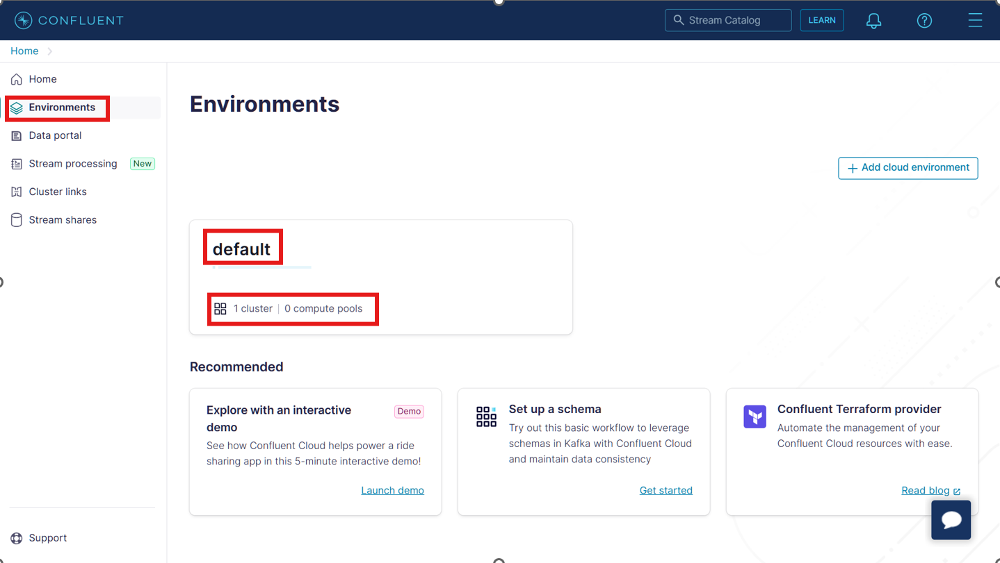 CONFLUENT
Stream Catalog
LEARN
Home
Home
Environments
Data portal
Stream processing New
Cluster links
Stream shares
Support
Environments
Add cloud environment
default
1 cluster | 0 compute pools
Recommended
Explore with an interactive
demo
Demo
See how Confluent Cloud helps power a ride
sharing app in this 5-minute interactive demo!
Launch demo
Set up a schema
Try out this basic workflow to leverage
schemas in Kafka with Confluent Cloud
and maintain data consistency
Get started
Confluent Terraform provider
Automate the management of your
Confluent Cloud resources with ease.
Read blog